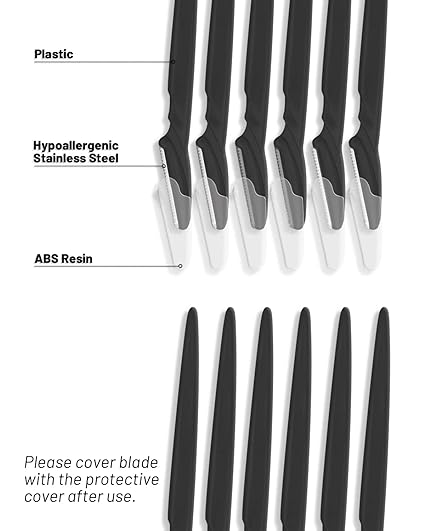 Plastic
Hypoallergenic
Stainless Steel
ABS Resin
Please cover blade
with the protective
cover after use.